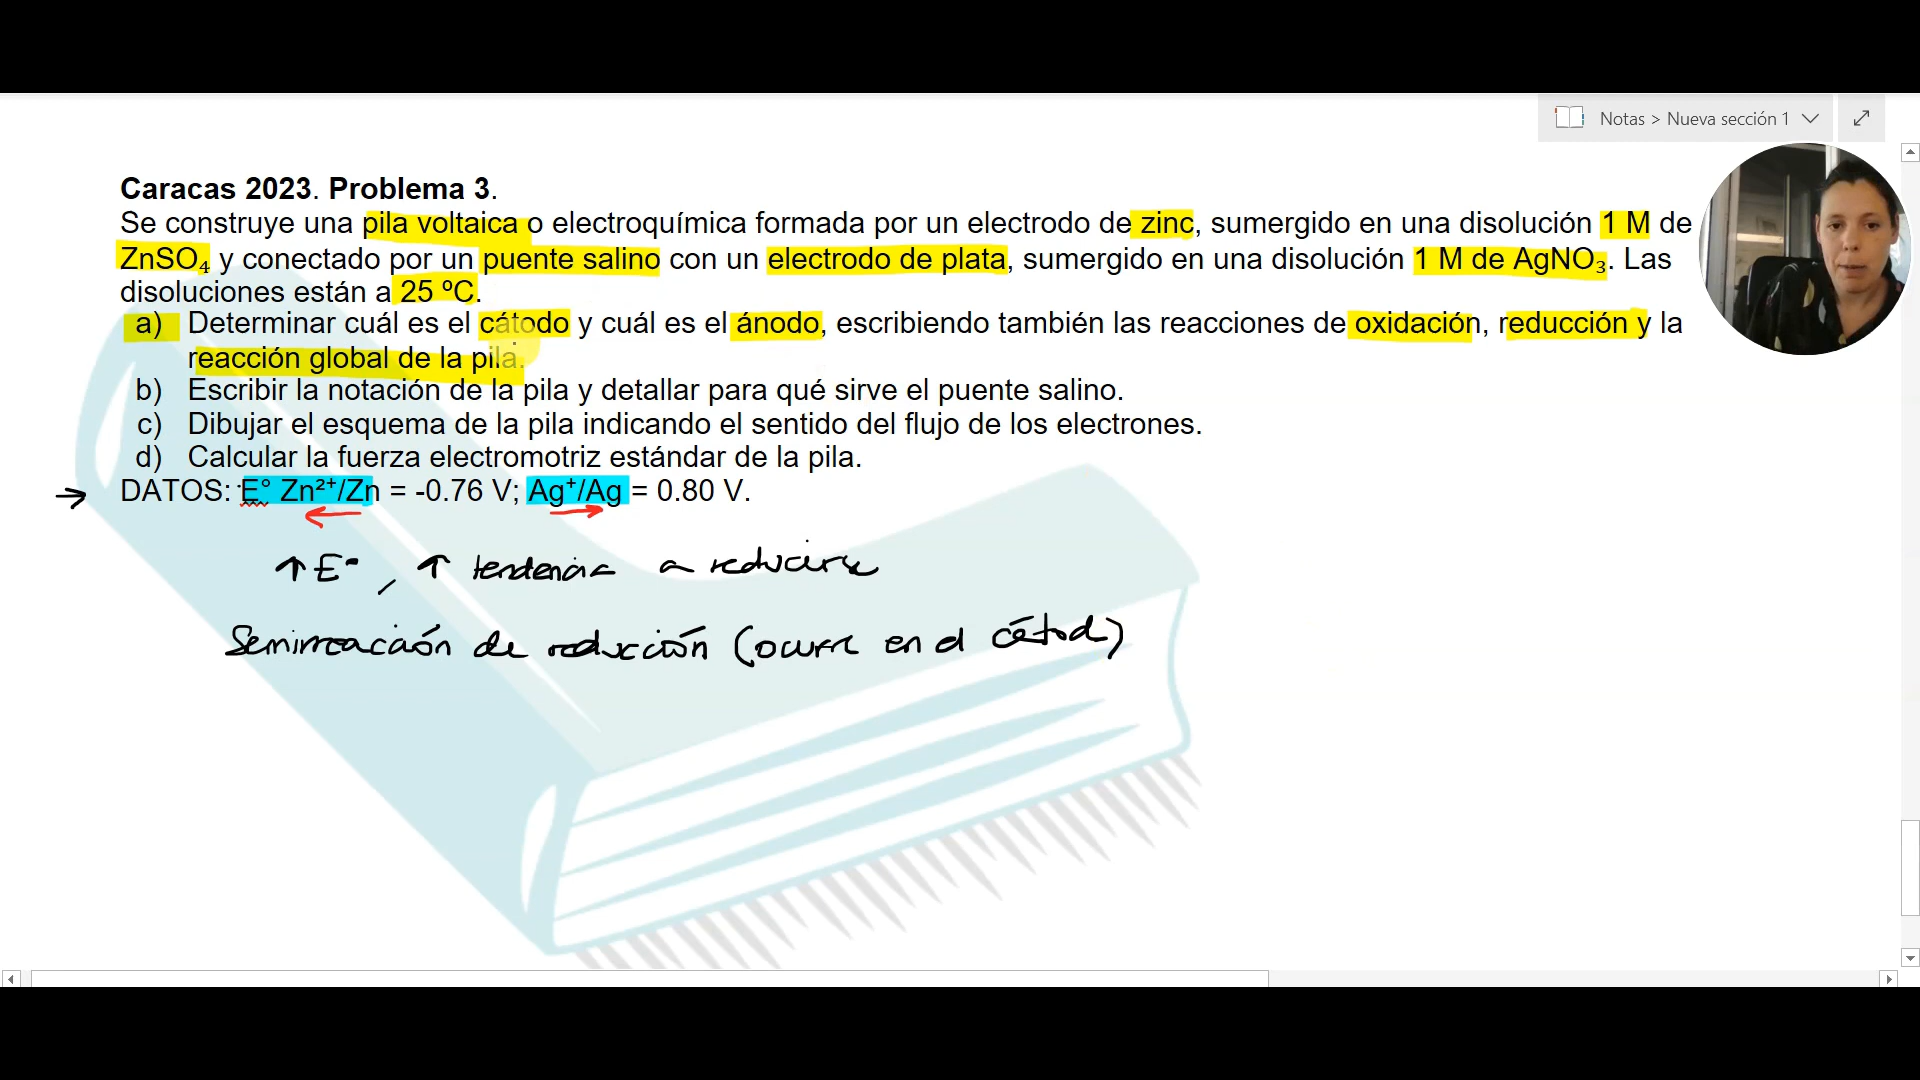 Notas > Nueva sección 1
Caracas 2023. Problema 3.
Se construye una pila voltaica o electroquímica formada por un electrodo de zinc, sumergido en una disolución 1 M de
ZnSO₄ y conectado por un puente salino con un electrodo de plata, sumergido en una disolución 1 M de AgNO₃. Las
disoluciones están a 25 ºC.
a) Determinar cuál es el cátodo y cuál es el ánodo, escribiendo también las reacciones de oxidación, reducción y la
reacción global de la pila.
b) Escribir la notación de la pila y detallar para qué sirve el puente salino.
c) Dibujar el esquema de la pila indicando el sentido del flujo de los electrones.
d) Calcular la fuerza electromotriz estándar de la pila.
→ DATOS: E° Zn²⁺/Zn = -0.76 V; Ag⁺/Ag = 0.80 V.
↑ E°, ↑ tendencia a reducirse
Semirreacción de reducción (ocurre en el cátodo)